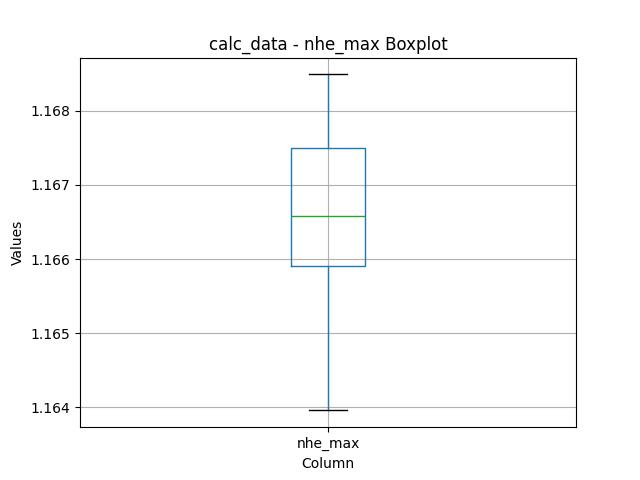 calc_data - nhe_max Boxplot
1.168
1.167
1.166
1.165
1.164
Values
nhe_max
Column